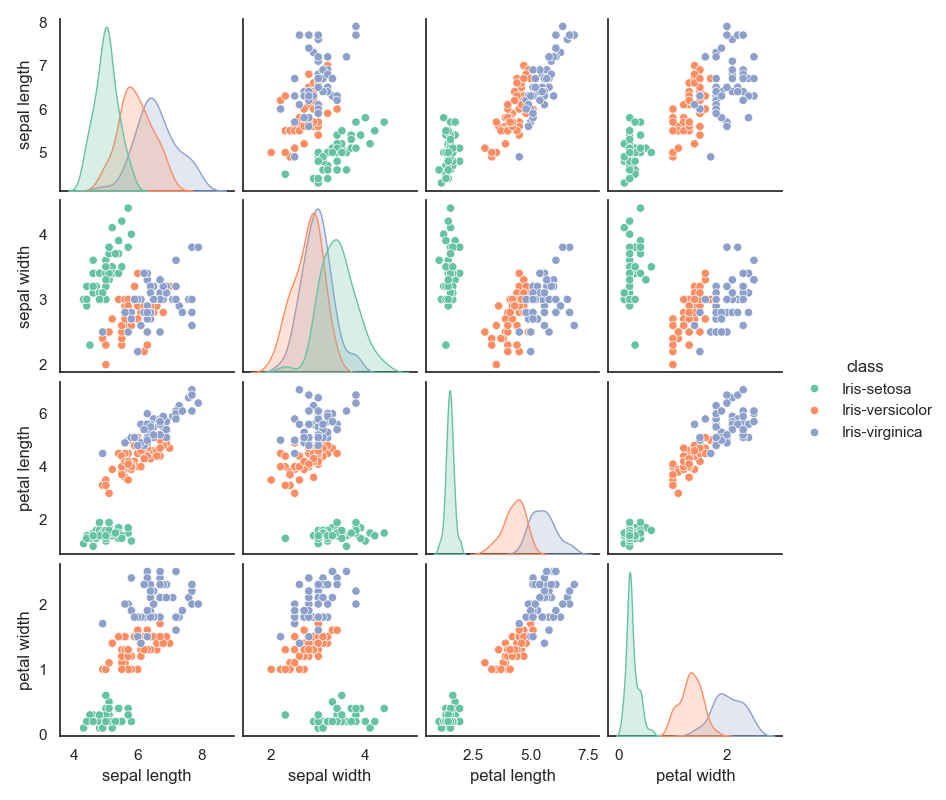 8
7
6
5
sepal length
4
3
2
sepal width
class
Iris-setosa
Iris-versicolor
Iris-virginica
6
4
2
petal length
2
1
0
petal width
4 6 8
2 4
2.5 5.0 7.5
0 2
sepal length
sepal width
petal length
petal width